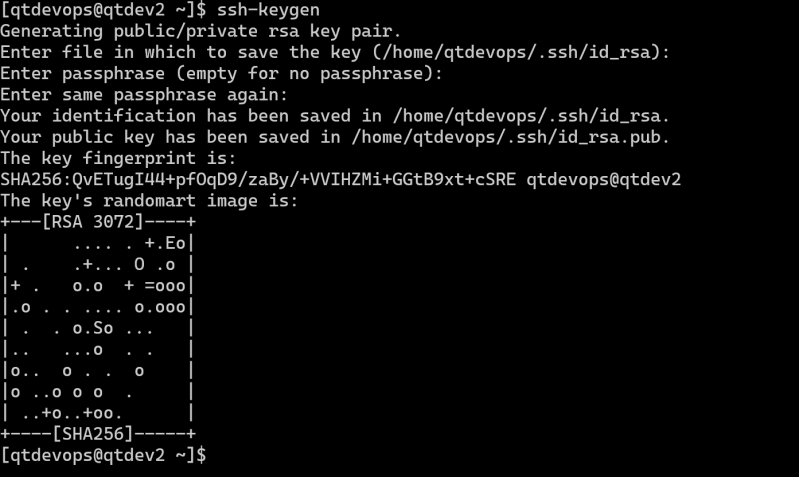 [qtdevops@qtdev2 ~]$ ssh-keygen
Generating public/private rsa key pair.
Enter file in which to save the key (/home/qtdevops/.ssh/id_rsa):
Enter passphrase (empty for no passphrase):
Enter same passphrase again:
Your identification has been saved in /home/qtdevops/.ssh/id_rsa.
Your public key has been saved in /home/qtdevops/.ssh/id_rsa.pub.
The key fingerprint is:
SHA256:QvETugI44+pfOqD9/zaBy/+VVIHZMi+GGtB9xt+cSRE qtdevops@qtdev2
The key's randomart image is:
+---[RSA 3072]----+
|      .... . +.Eo|
| .    .+... O .o |
|+ .   o.o  + =ooo|
|.o . . .... o.ooo|
| .  . o.So ...   |
|..   ...o  . .   |
|o..  o . .  o    |
|o ..o o o  .     |
| ..+o..+oo.      |
+----[SHA256]-----+
[qtdevops@qtdev2 ~]$